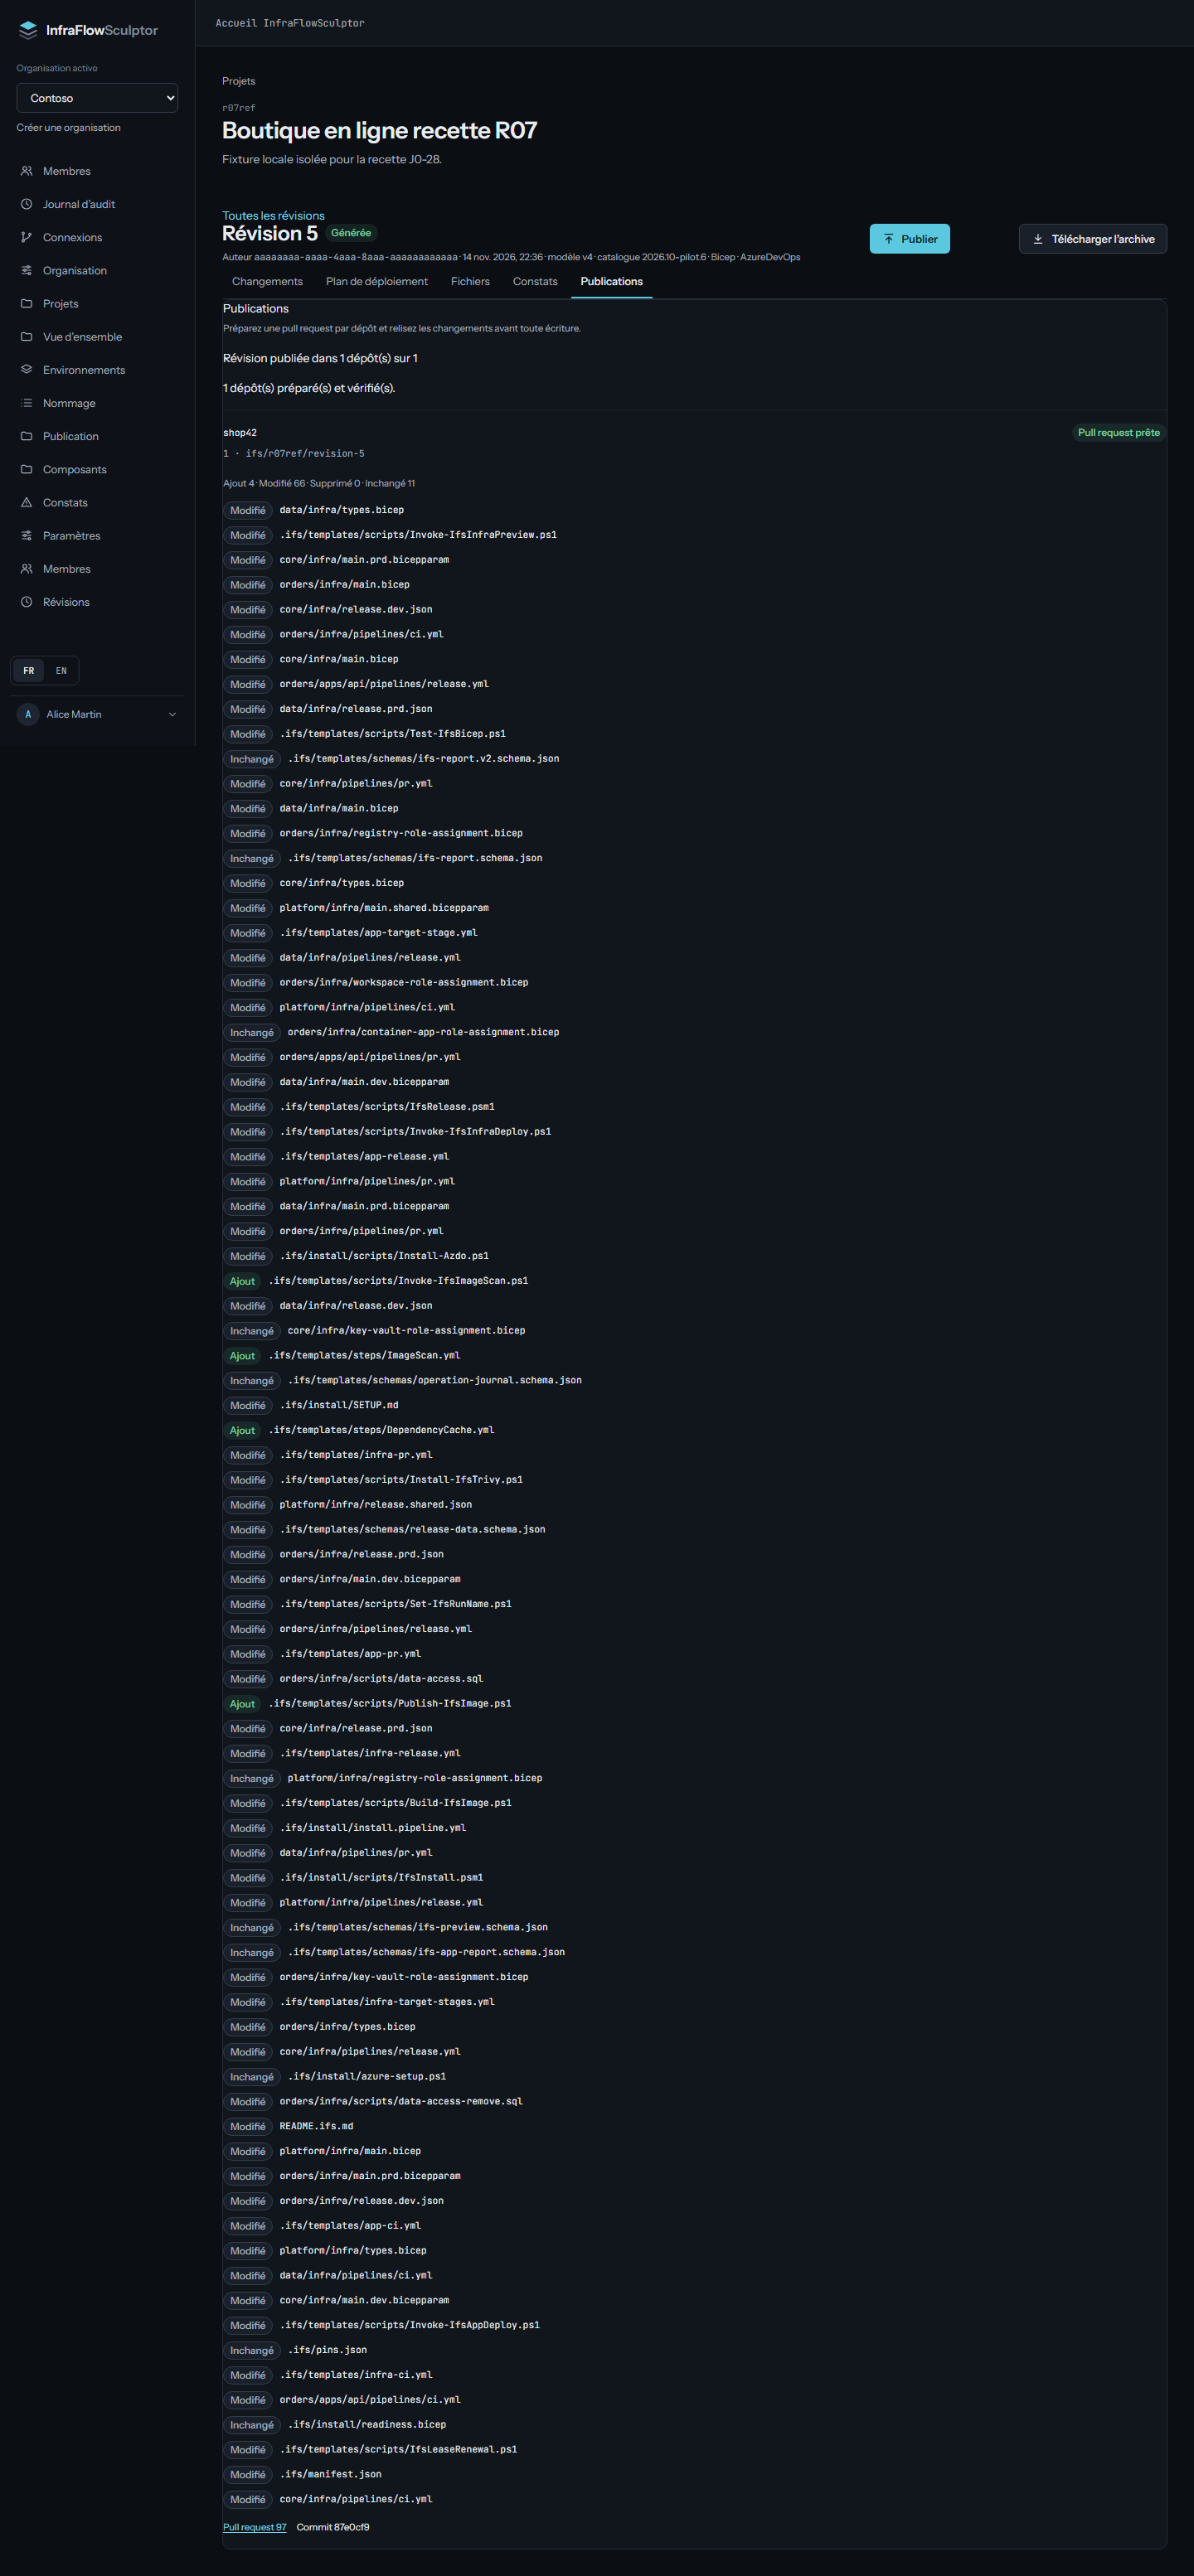 InfraFlowSculptor
Accueil InfraFlowSculptor
Organisation active
Contoso
Créer une organisation
Membres
Journal d'audit
Connexions
Organisation
Projets
Vue d'ensemble
Environnements
Nommage
Publication
Composants
Constats
Paramètres
Membres
Révisions
FR EN
A Alice Martin
Projets
r07ref
Boutique en ligne recette R07
Fixture locale isolée pour la recette J0-28.
Toutes les révisions
Révision 5 Générée
Publier
Télécharger l'archive
Auteur aaaaaaaa-aaaa-4aaa-8aaa-aaaaaaaaaaaa · 14 nov. 2026, 22:36 · modèle v4 · catalogue 2026.10-pilot.6 · Bicep · AzureDevOps
Changements Plan de déploiement Fichiers Constats Publications
Publications
Préparez une pull request par dépôt et relisez les changements avant toute écriture.
Révision publiée dans 1 dépôt(s) sur 1
1 dépôt(s) préparé(s) et vérifié(s).
shop42 Pull request prête
1 · ifs/r07ref/revision-5
Ajout 4 · Modifié 66 · Supprimé 0 · Inchangé 11
Modifié data/infra/types.bicep
Modifié .ifs/templates/scripts/Invoke-IfsInfraPreview.ps1
Modifié core/infra/main.prd.bicepparam
Modifié orders/infra/main.bicep
Modifié core/infra/release.dev.json
Modifié orders/infra/pipelines/ci.yml
Modifié core/infra/main.bicep
Modifié orders/apps/api/pipelines/release.yml
Modifié data/infra/release.prd.json
Modifié .ifs/templates/scripts/Test-IfsBicep.ps1
Inchangé .ifs/templates/schemas/ifs-report.v2.schema.json
Modifié core/infra/pipelines/pr.yml
Modifié data/infra/main.bicep
Modifié orders/infra/registry-role-assignment.bicep
Inchangé .ifs/templates/schemas/ifs-report.schema.json
Modifié core/infra/types.bicep
Modifié platform/infra/main.shared.bicepparam
Modifié .ifs/templates/app-target-stage.yml
Modifié data/infra/pipelines/release.yml
Modifié orders/infra/workspace-role-assignment.bicep
Modifié platform/infra/pipelines/ci.yml
Inchangé orders/infra/container-app-role-assignment.bicep
Modifié orders/apps/api/pipelines/pr.yml
Modifié data/infra/main.dev.bicepparam
Modifié .ifs/templates/scripts/IfsRelease.psm1
Modifié .ifs/templates/scripts/Invoke-IfsInfraDeploy.ps1
Modifié .ifs/templates/app-release.yml
Modifié platform/infra/pipelines/pr.yml
Modifié data/infra/main.prd.bicepparam
Modifié orders/infra/pipelines/pr.yml
Modifié .ifs/install/scripts/Install-Azdo.ps1
Ajout .ifs/templates/scripts/Invoke-IfsImageScan.ps1
Modifié data/infra/release.dev.json
Inchangé core/infra/key-vault-role-assignment.bicep
Ajout .ifs/templates/steps/ImageScan.yml
Inchangé .ifs/templates/schemas/operation-journal.schema.json
Modifié .ifs/install/SETUP.md
Ajout .ifs/templates/steps/DependencyCache.yml
Modifié .ifs/templates/infra-pr.yml
Modifié .ifs/templates/scripts/Install-IfsTrivy.ps1
Modifié platform/infra/release.shared.json
Modifié .ifs/templates/schemas/release-data.schema.json
Modifié orders/infra/release.prd.json
Modifié orders/infra/main.dev.bicepparam
Modifié .ifs/templates/scripts/Set-IfsRunName.ps1
Modifié orders/infra/pipelines/release.yml
Modifié .ifs/templates/app-pr.yml
Modifié orders/infra/scripts/data-access.sql
Ajout .ifs/templates/scripts/Publish-IfsImage.ps1
Modifié core/infra/release.prd.json
Modifié .ifs/templates/infra-release.yml
Inchangé platform/infra/registry-role-assignment.bicep
Modifié .ifs/templates/scripts/Build-IfsImage.ps1
Modifié .ifs/install/install.pipeline.yml
Modifié data/infra/pipelines/pr.yml
Modifié .ifs/install/scripts/IfsInstall.psm1
Modifié platform/infra/pipelines/release.yml
Inchangé .ifs/templates/schemas/ifs-preview.schema.json
Inchangé .ifs/templates/schemas/ifs-app-report.schema.json
Modifié orders/infra/key-vault-role-assignment.bicep
Modifié .ifs/templates/infra-target-stages.yml
Modifié orders/infra/types.bicep
Modifié core/infra/pipelines/release.yml
Inchangé .ifs/install/azure-setup.ps1
Modifié orders/infra/scripts/data-access-remove.sql
Modifié README.ifs.md
Modifié platform/infra/main.bicep
Modifié orders/infra/main.prd.bicepparam
Modifié orders/infra/release.dev.json
Modifié .ifs/templates/app-ci.yml
Modifié platform/infra/types.bicep
Modifié data/infra/pipelines/ci.yml
Modifié core/infra/main.dev.bicepparam
Modifié .ifs/templates/scripts/Invoke-IfsAppDeploy.ps1
Inchangé .ifs/pins.json
Modifié .ifs/templates/infra-ci.yml
Modifié orders/apps/api/pipelines/ci.yml
Inchangé .ifs/install/readiness.bicep
Modifié .ifs/templates/scripts/IfsLeaseRenewal.ps1
Modifié .ifs/manifest.json
Modifié core/infra/pipelines/ci.yml
Pull request 97 Commit 87e0cf9